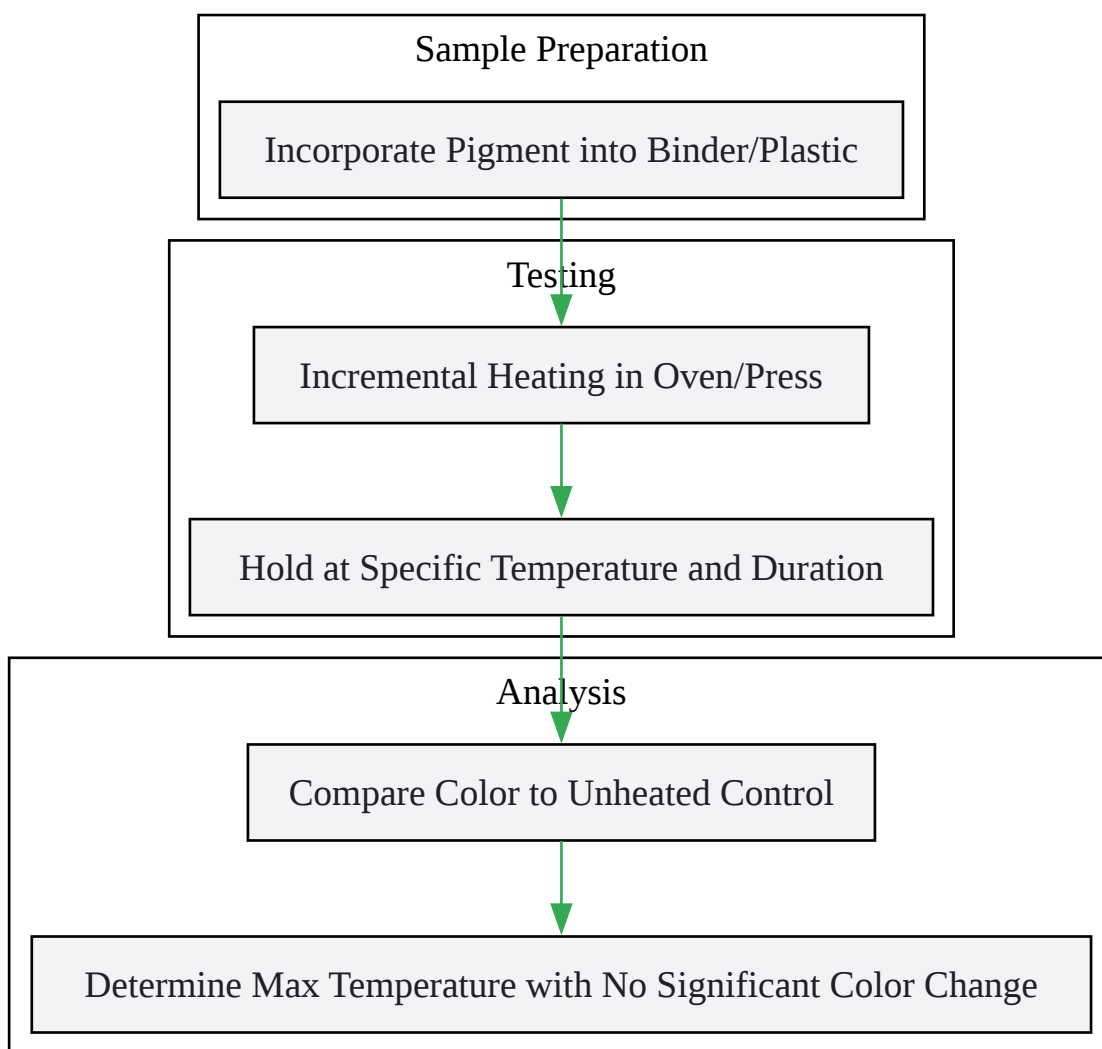 Sample Preparation
Incorporate Pigment into Binder/Plastic
Testing
Incremental Heating in Oven/Press
Hold at Specific Temperature and Duration
Analysis
Compare Color to Unheated Control
Determine Max Temperature with No Significant Color Change